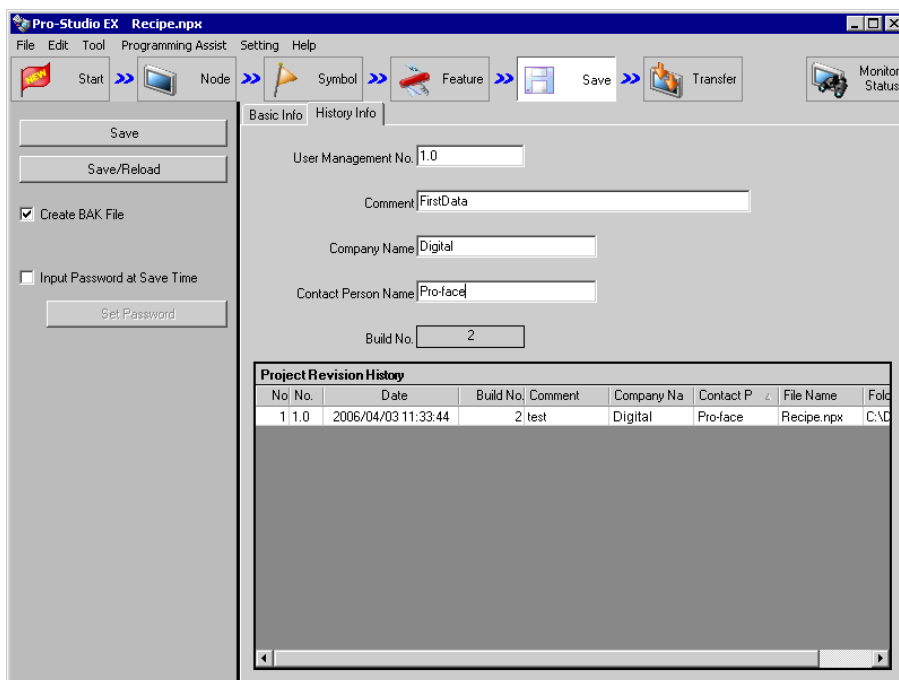 Pro-Studio EX Recipe.npx
File Edit Tool Programming Assist Setting Help
NEW Start Node Symbol Feature Save Transfer Monitor Status
Basic Info History Info
Save
Save/Reload
Create BAK File
Input Password at Save Time
Set Password
User Management No. 1.0
Comment FirstData
Company Name Digital
Contact Person Name Pro-face
Build No. 2
Project Revision History
No No. Date Build No. Comment Company Na Contact P File Name Fold
1 1.0 2006/04/03 11:33:44 2 test Digital Pro-face Recipe.npx C:\D